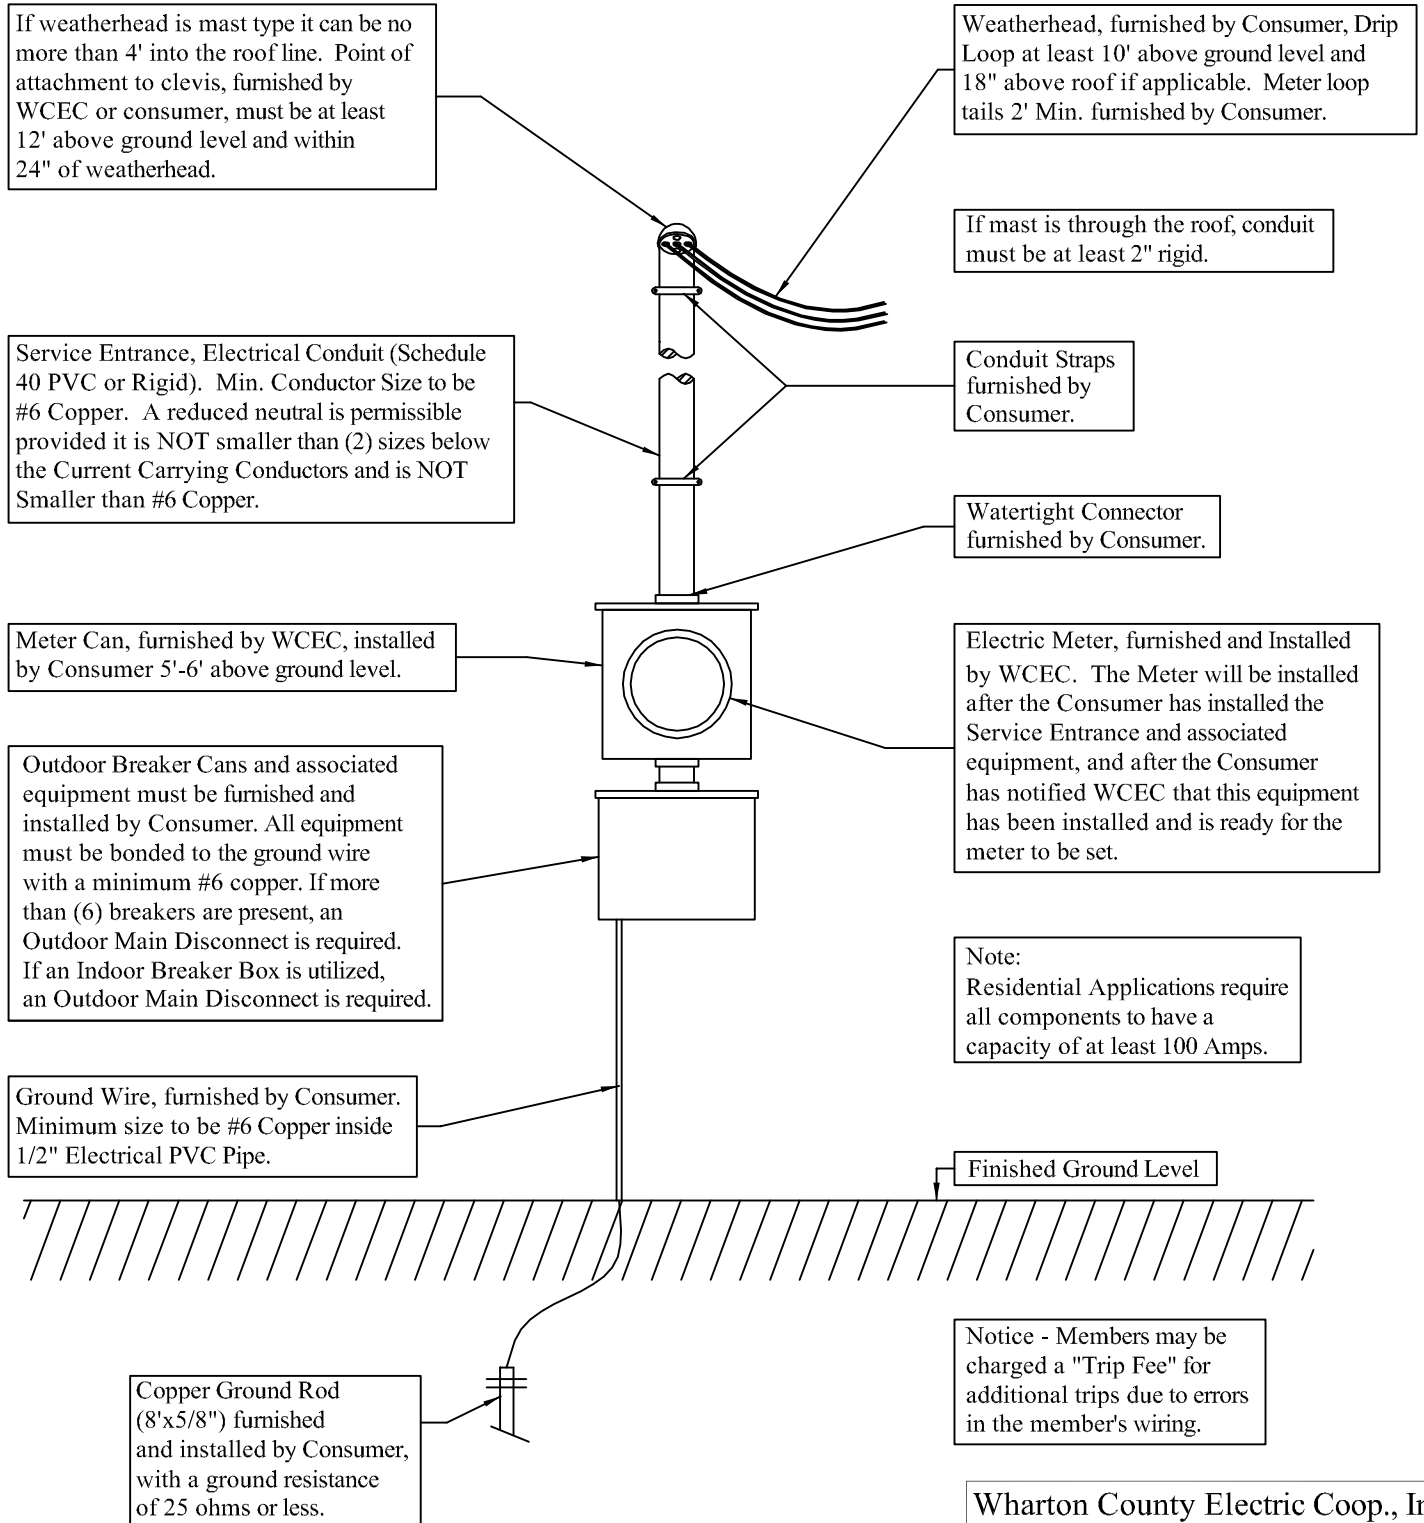 If weatherhead is mast type it can be no
more than 4' into the roof line. Point of
attachment to clevis, furnished by
WCEC or consumer, must be at least
12' above ground level and within
24" of weatherhead.
Weatherhead, furnished by Consumer, Drip
Loop at least 10' above ground level and
18" above roof if applicable. Meter loop
tails 2' Min. furnished by Consumer.
If mast is through the roof, conduit
must be at least 2" rigid.
Service Entrance, Electrical Conduit (Schedule
40 PVC or Rigid). Min. Conductor Size to be
#6 Copper. A reduced neutral is permissible
provided it is NOT smaller than (2) sizes below
the Current Carrying Conductors and is NOT
Smaller than #6 Copper.
Conduit Straps
furnished by
Consumer.
Watertight Connector
furnished by Consumer.
Meter Can, furnished by WCEC, installed
by Consumer 5'-6' above ground level.
Electric Meter, furnished and Installed
by WCEC. The Meter will be installed
after the Consumer has installed the
Service Entrance and associated
equipment, and after the Consumer
has notified WCEC that this equipment
has been installed and is ready for the
meter to be set.
Outdoor Breaker Cans and associated
equipment must be furnished and
installed by Consumer. All equipment
must be bonded to the ground wire
with a minimum #6 copper. If more
than (6) breakers are present, an
Outdoor Main Disconnect is required.
If an Indoor Breaker Box is utilized,
an Outdoor Main Disconnect is required.
Note:
Residential Applications require
all components to have a
capacity of at least 100 Amps.
Ground Wire, furnished by Consumer.
Minimum size to be #6 Copper inside
1/2" Electrical PVC Pipe.
Finished Ground Level
Notice - Members may be
charged a "Trip Fee" for
additional trips due to errors
in the member's wiring.
Copper Ground Rod
(8'x5/8") furnished
and installed by Consumer,
with a ground resistance
of 25 ohms or less.
Wharton County Electric Coop.,